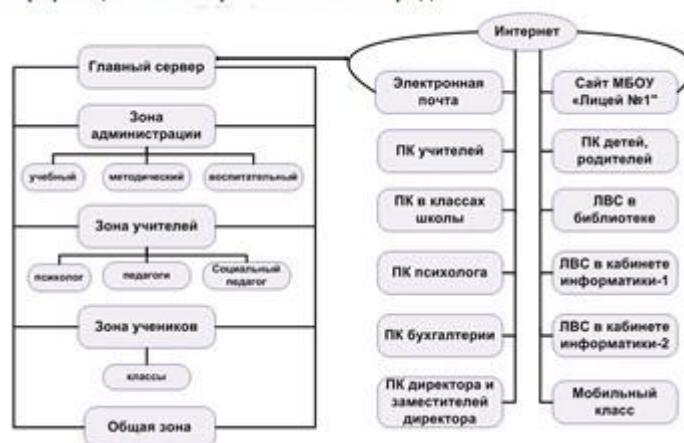 Интернет
Главный сервер
Зона
администрации
учебный
методический
воспитательный
Зона учителей
психолог
педагоги
Социальный
педагог
Зона учеников
классы
Общая зона
Электронная
почта
ПК учителей
ПК в классах
школы
ПК психолога
ПК бухгалтерии
ПК директора и
заместителей
директора
Сайт МБОУ
«Лицей №1"
ПК детей,
родителей
ЛВС в
библиотеке
ЛВС в кабинете
информатики-1
ЛВС в кабинете
информатики-2
Мобильный
класс